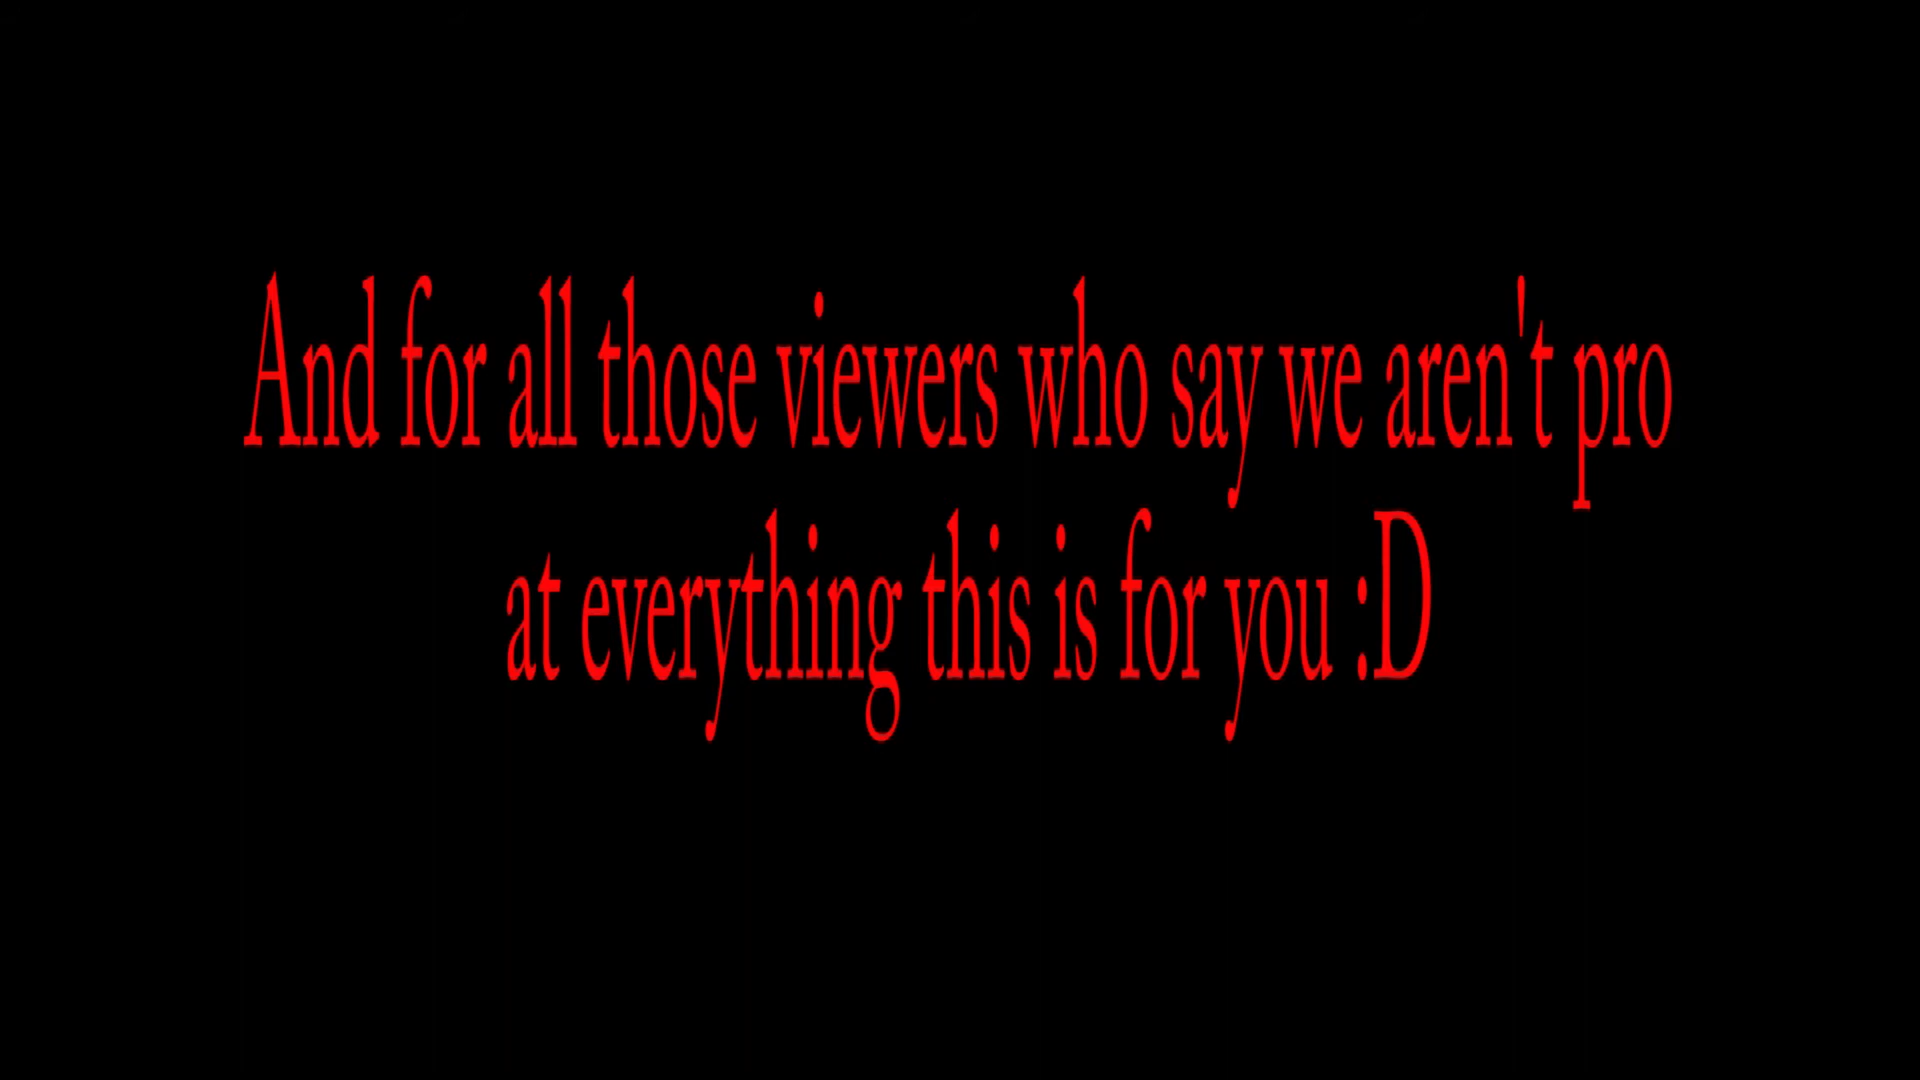 And for all those viewers who say we aren't pro
at everything this is for you :D